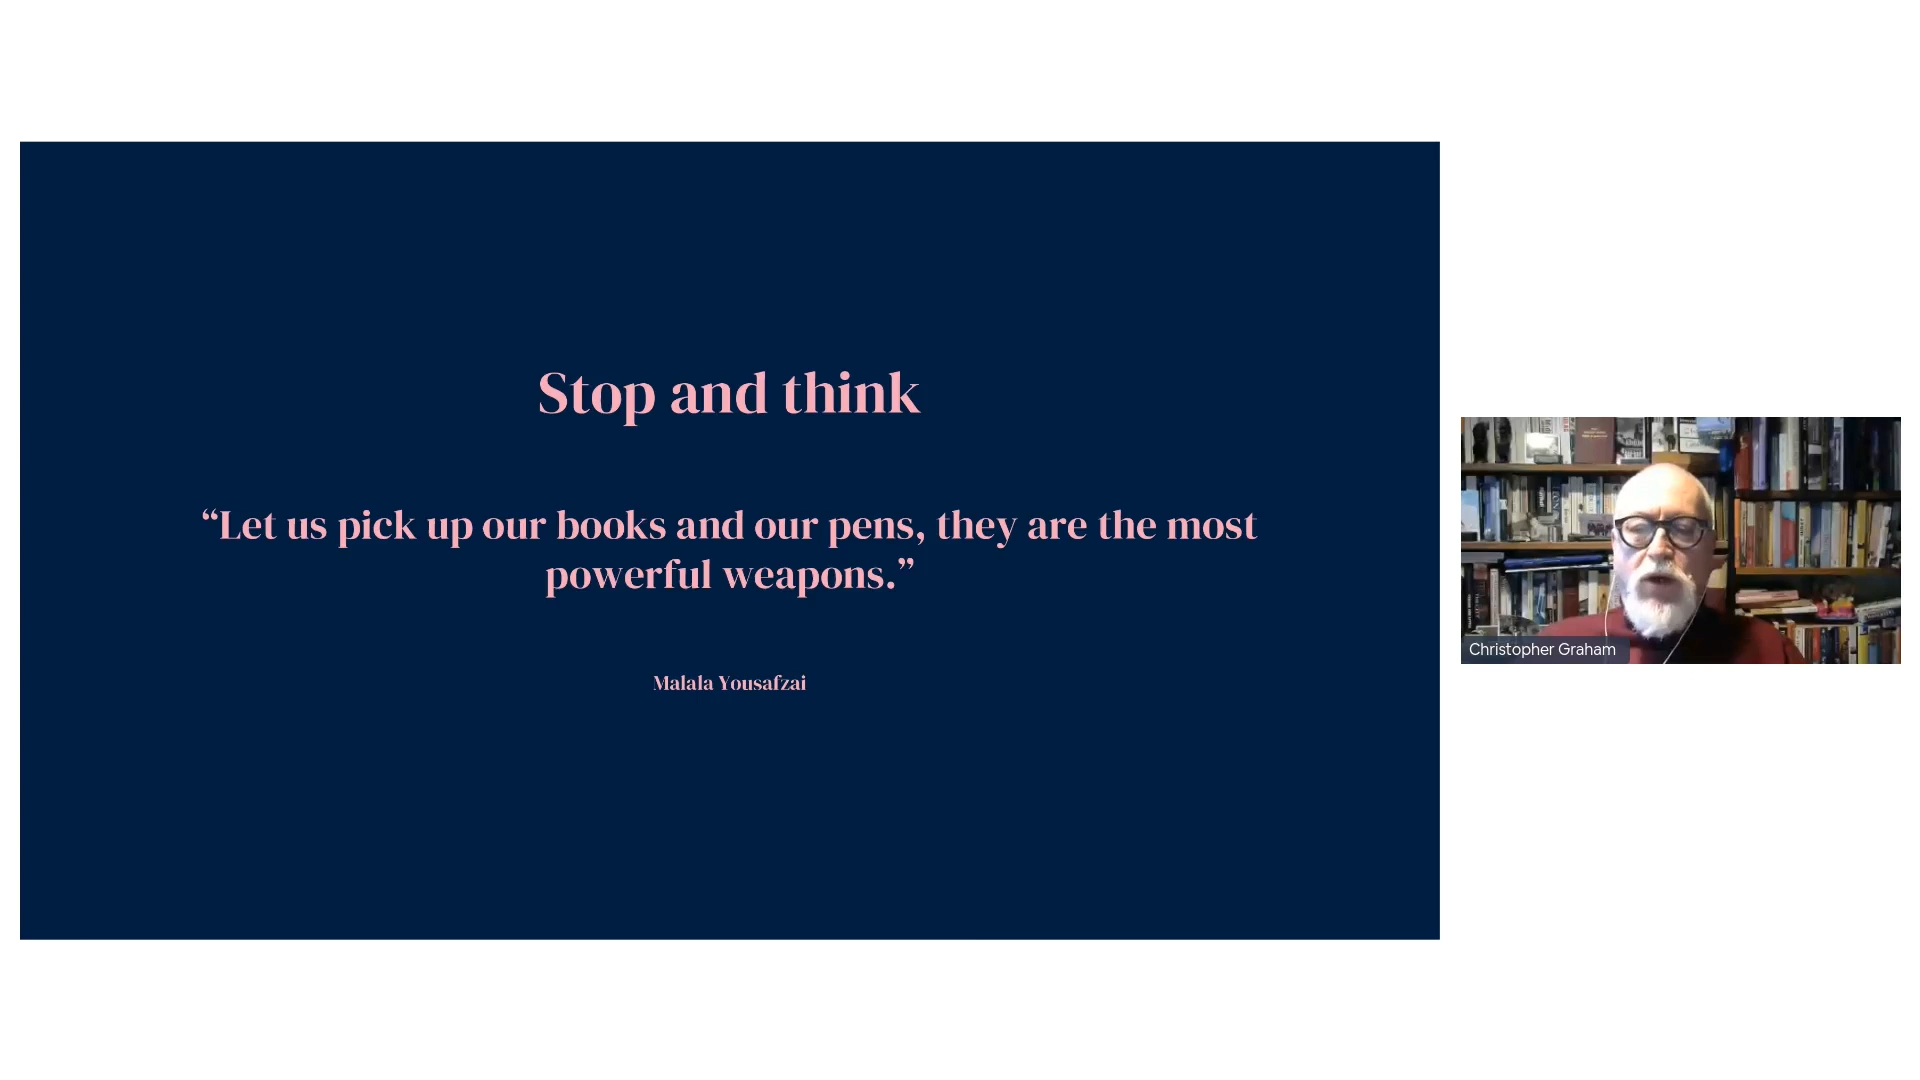 Stop and think
“Let us pick up our books and our pens, they are the most
powerful weapons.”
Malala Yousafzai
Christopher Graham